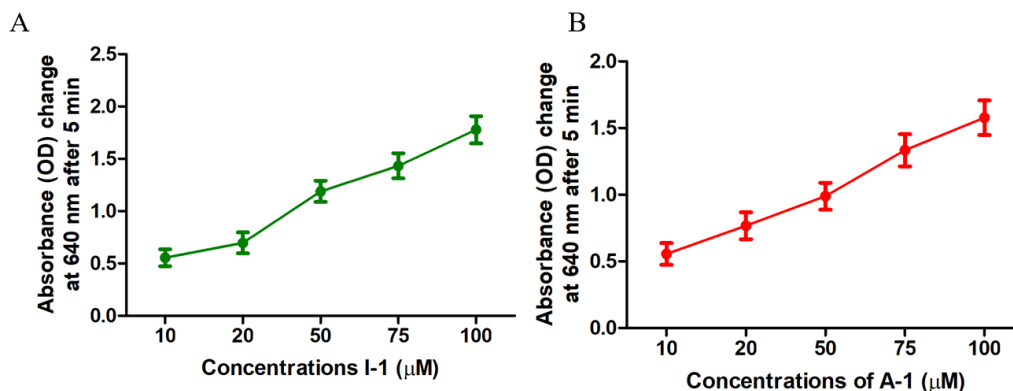 A
Absorbance (OD) change
at 640 nm after 5 min
2.5
2.0
1.5
1.0
0.5
0.0
10 20 50 75 100
Concentrations I-1 (μM)
B
Absorbance (OD) change
at 640 nm after 5 min
2.0
1.5
1.0
0.5
0.0
10 20 50 75 100
Concentrations of A-1 (μM)